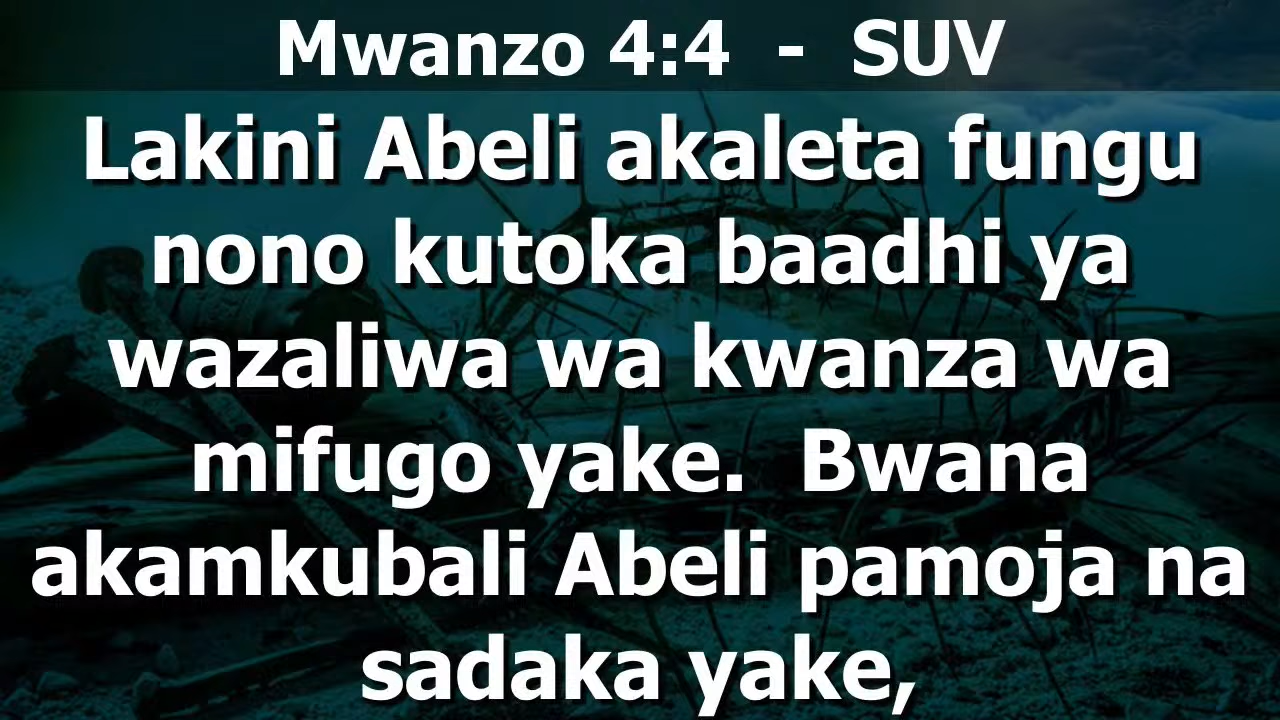 Mwanzo 4:4 - SUV
Lakini Abeli akaleta fungu
nono kutoka baadhi ya
wazaliwa wa kwanza wa
mifugo yake. Bwana
akamkubali Abeli pamoja na
sadaka yake,